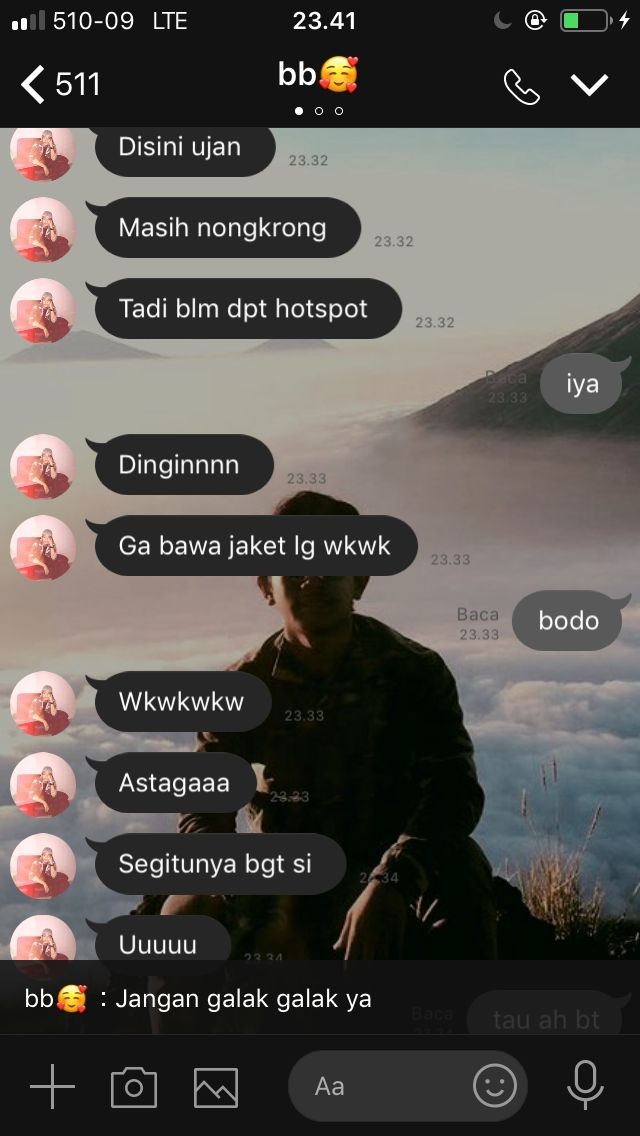 510-09 LTE 23.41
511 bb🥰
Disini ujan
23.32
Masih nongkrong
23.32
Tadi blm dpt hotspot
23.32
Baca
23.33
iya
Dinginnnn
23.33
Ga bawa jaket lg wkwk
23.33
Baca
23.33
bodo
Wkwkwkw
23.33
Astagaaa
23.33
Segitunya bgt si
23.34
Uuuuu
23.34
bb🥰 : Jangan galak galak ya
Baca
23.34
tau ah bt
Aa